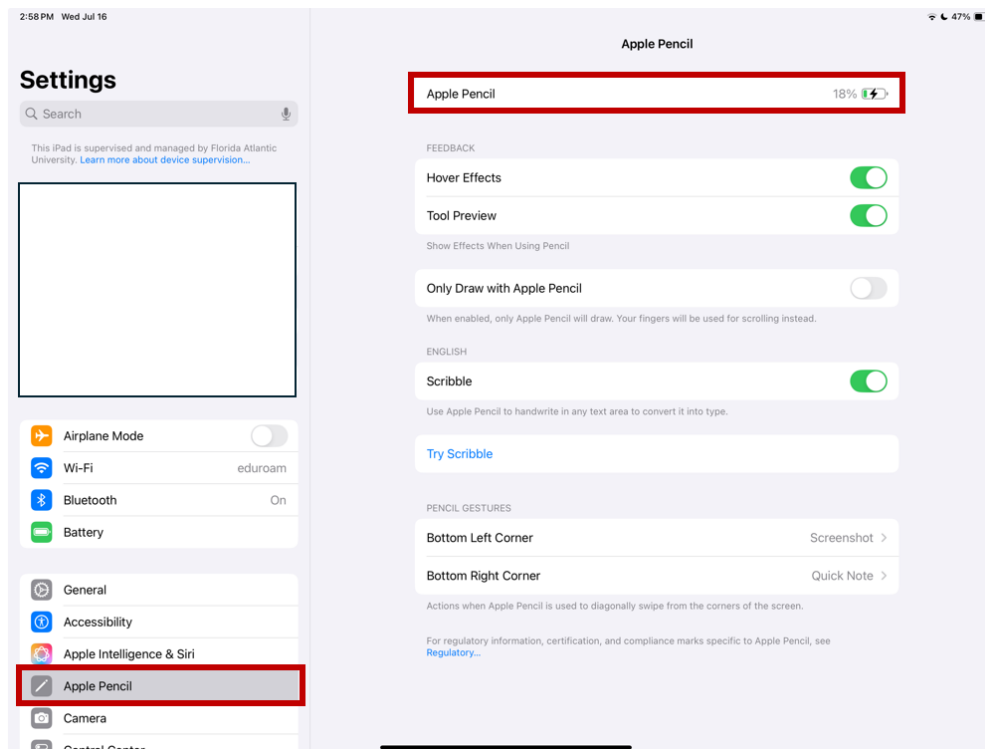 2:58 PM Wed Jul 16
47%
Settings
Search
This iPad is supervised and managed by Florida Atlantic
University. Learn more about device supervision...
Airplane Mode
Wi-Fi eduroam
Bluetooth On
Battery
General
Accessibility
Apple Intelligence & Siri
Apple Pencil
Camera
Control Center
Apple Pencil
Apple Pencil 18%
FEEDBACK
Hover Effects
Tool Preview
Show Effects When Using Pencil
Only Draw with Apple Pencil
When enabled, only Apple Pencil will draw. Your fingers will be used for scrolling instead.
ENGLISH
Scribble
Use Apple Pencil to handwrite in any text area to convert it into type.
Try Scribble
PENCIL GESTURES
Bottom Left Corner Screenshot
Bottom Right Corner Quick Note
Actions when Apple Pencil is used to diagonally swipe from the corners of the screen.
For regulatory information, certification, and compliance marks specific to Apple Pencil, see
Regulatory...